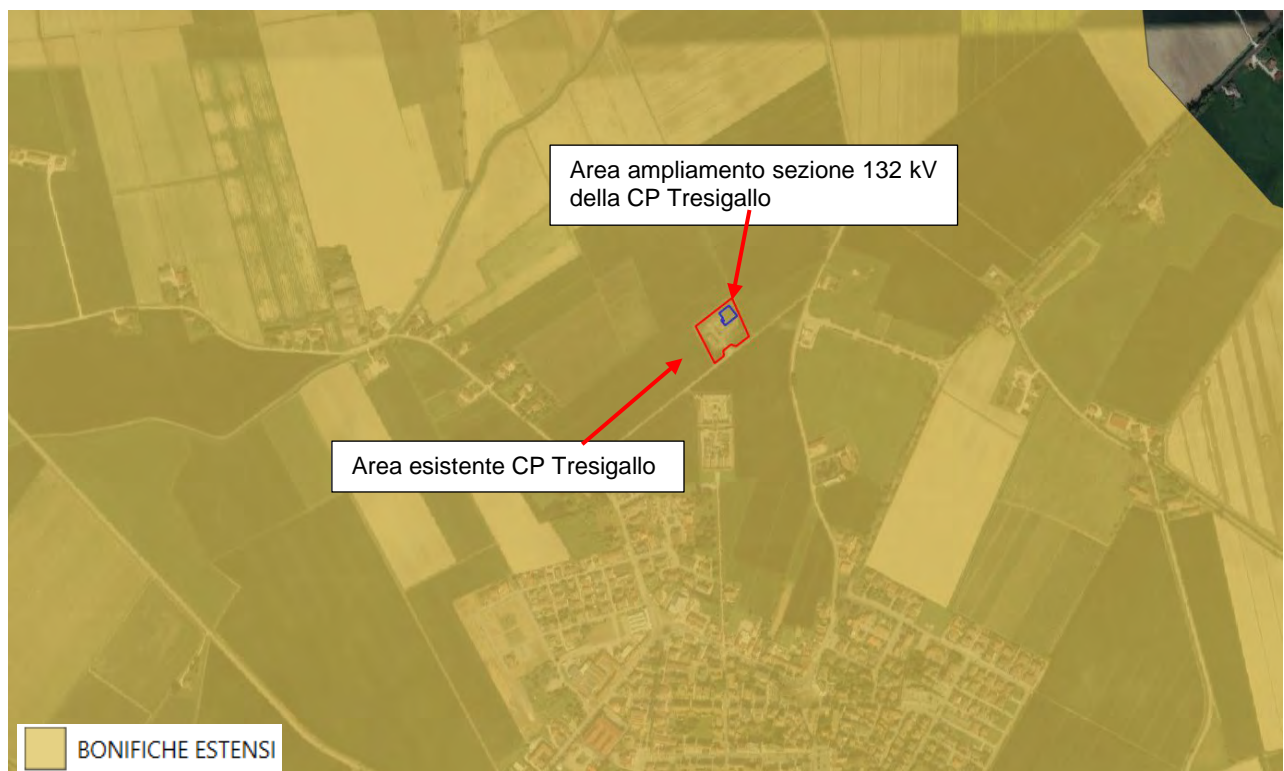 Area ampliamento sezione 132 kV
della CP Tresigallo
Area esistente CP Tresigallo
BONIFICHE ESTENSI